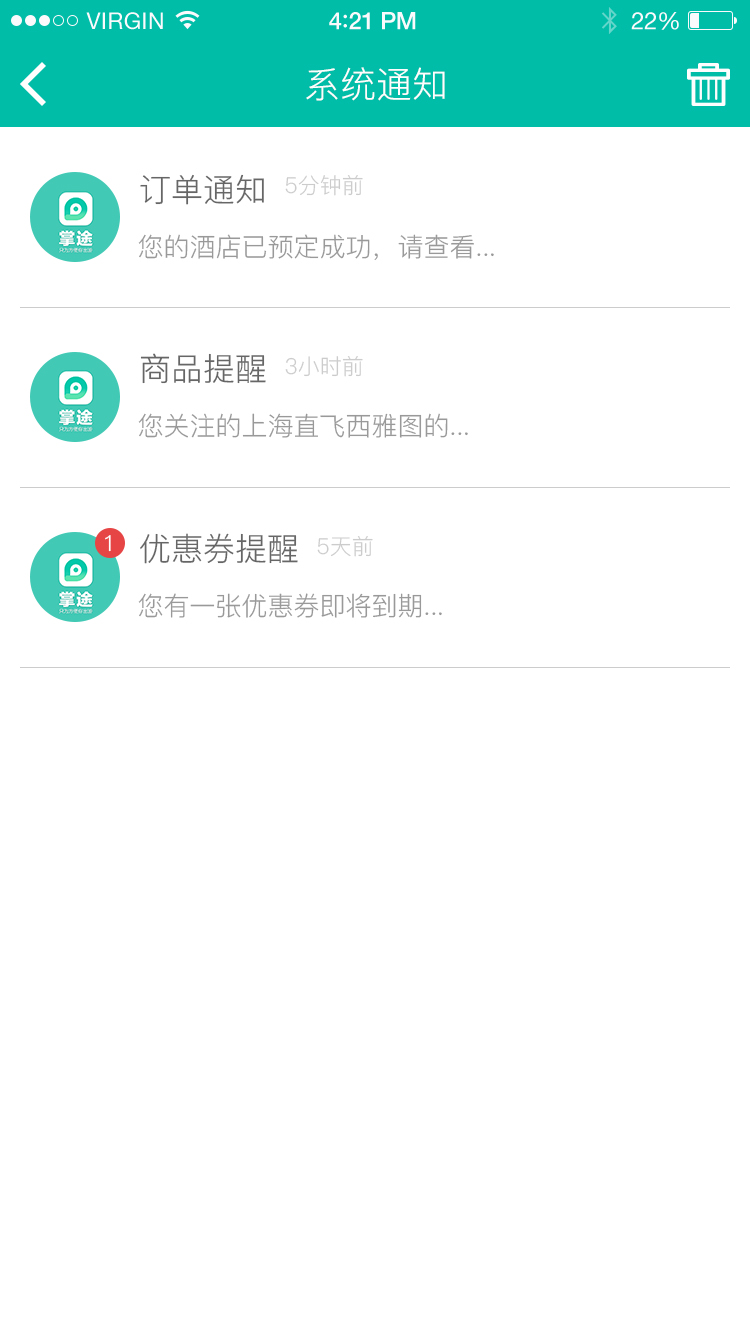 VIRGIN 4:21 PM 22%
系统通知
订单通知 5分钟前
掌途
您的酒店已预定成功，请查看...
商品提醒 3小时前
掌途
您关注的上海直飞西雅图的...
1
优惠券提醒 5天前
掌途
您有一张优惠券即将到期...